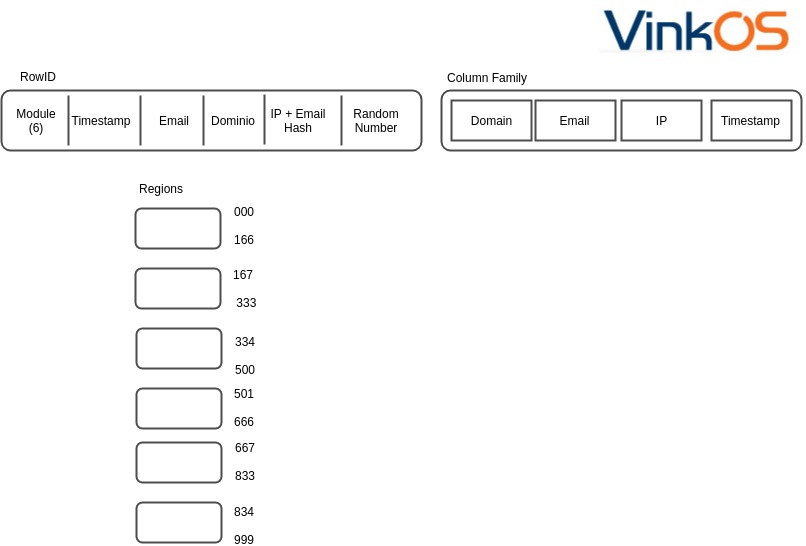 VinkOS
RowID
Column Family
Module
(6)
Timestamp
Email
Dominio
IP + Email
Hash
Random
Number
Domain
Email
IP
Timestamp
Regions
000
166
167
333
334
500
501
666
667
833
834
999